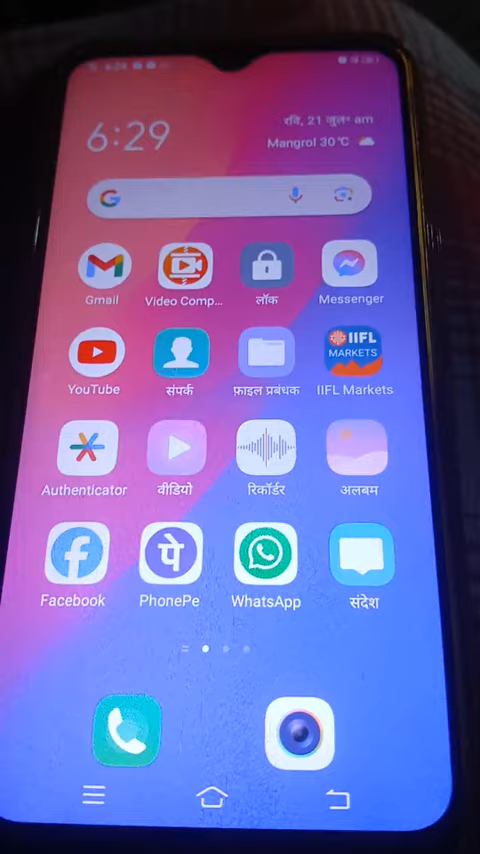 6:29
रवि, 21 जुल॰ am
Mangrol 30°C
Gmail
Video Comp...
लॉक
Messenger
YouTube
संपर्क
फ़ाइल प्रबंधक
IIFL
MARKETS
IIFL Markets
Authenticator
वीडियो
रिकॉर्डर
अलबम
पे
Facebook
PhonePe
WhatsApp
संदेश